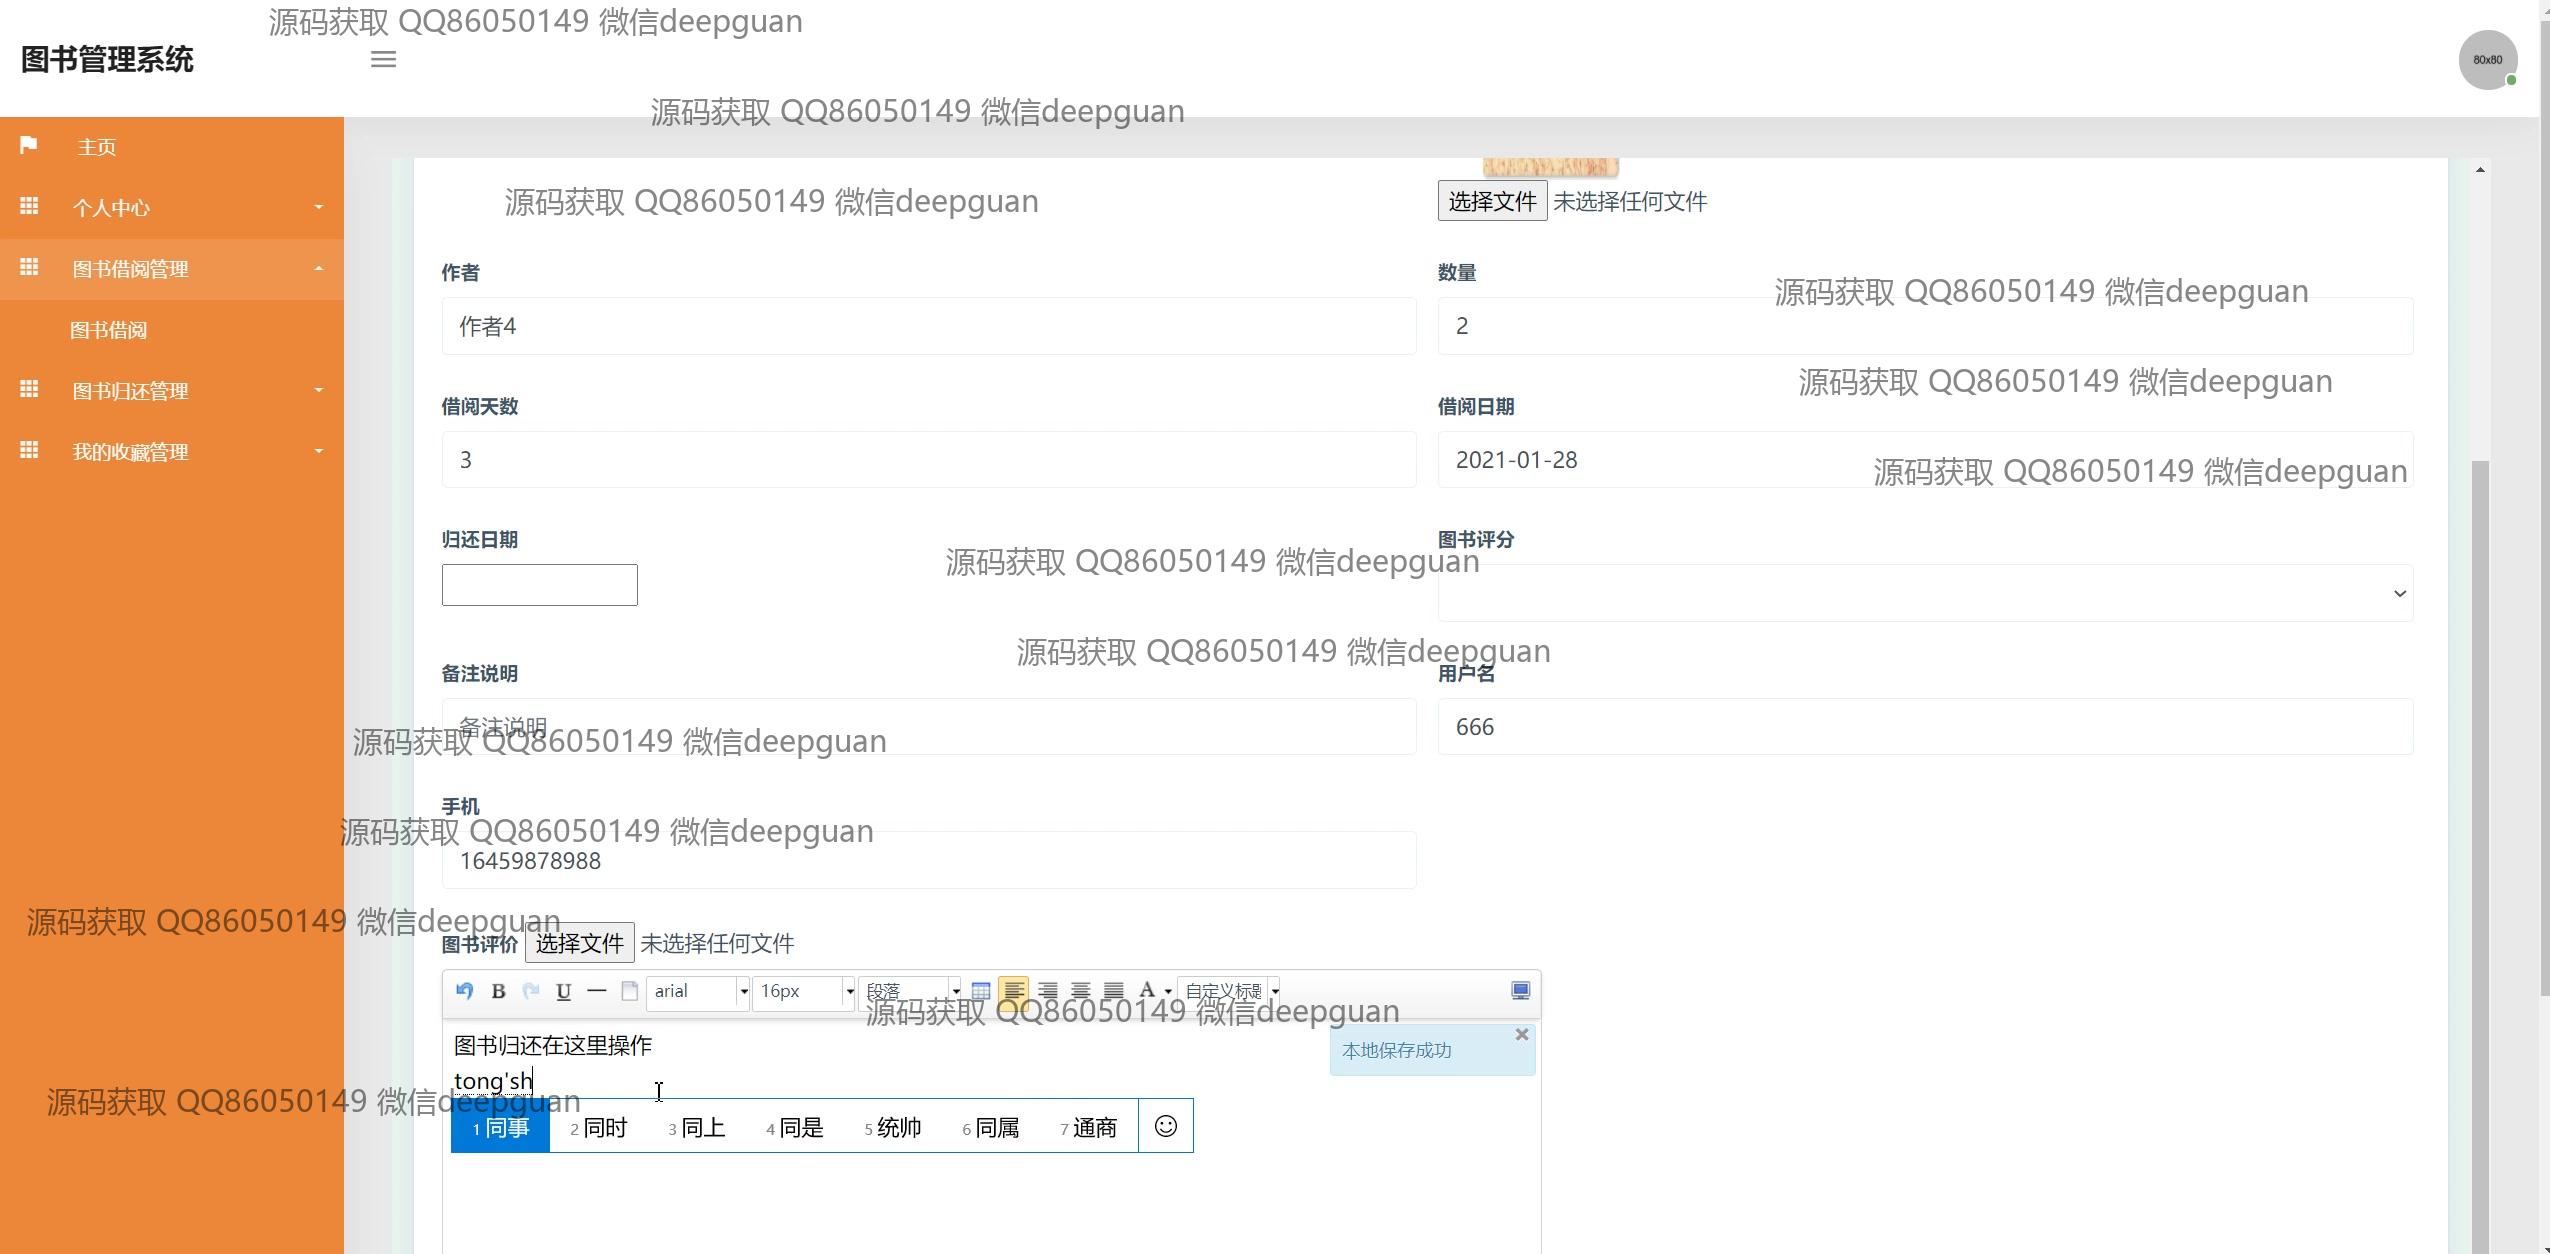 源码获取 QQ86050149 微信deepguan
图书管理系统
80x80
源码获取 QQ86050149 微信deepguan
主页
源码获取 QQ86050149 微信deepguan
选择文件 未选择任何文件
个人中心
图书借阅管理
作者
数量
源码获取 QQ86050149 微信deepguan
图书借阅
作者4
2
图书归还管理
源码获取 QQ86050149 微信deepguan
借阅天数
借阅日期
我的收藏管理
3
2021-01-28
源码获取 QQ86050149 微信deepguan
归还日期
图书评分
源码获取 QQ86050149 微信deepguan
源码获取 QQ86050149 微信deepguan
备注说明
用户名
备注说明
666
源码获取 QQ86050149 微信deepguan
手机
源码获取 QQ86050149 微信deepguan
16459878988
源码获取 QQ86050149 微信deepguan
图书评价 选择文件 未选择任何文件
B U arial 16px 段落 A 自定义标题
源码获取 QQ86050149 微信deepguan
图书归还在这里操作
本地保存成功
tong'sh
源码获取 QQ86050149 微信deepguan
1 同事 2 同时 3 同上 4 同是 5 统帅 6 同属 7 通商